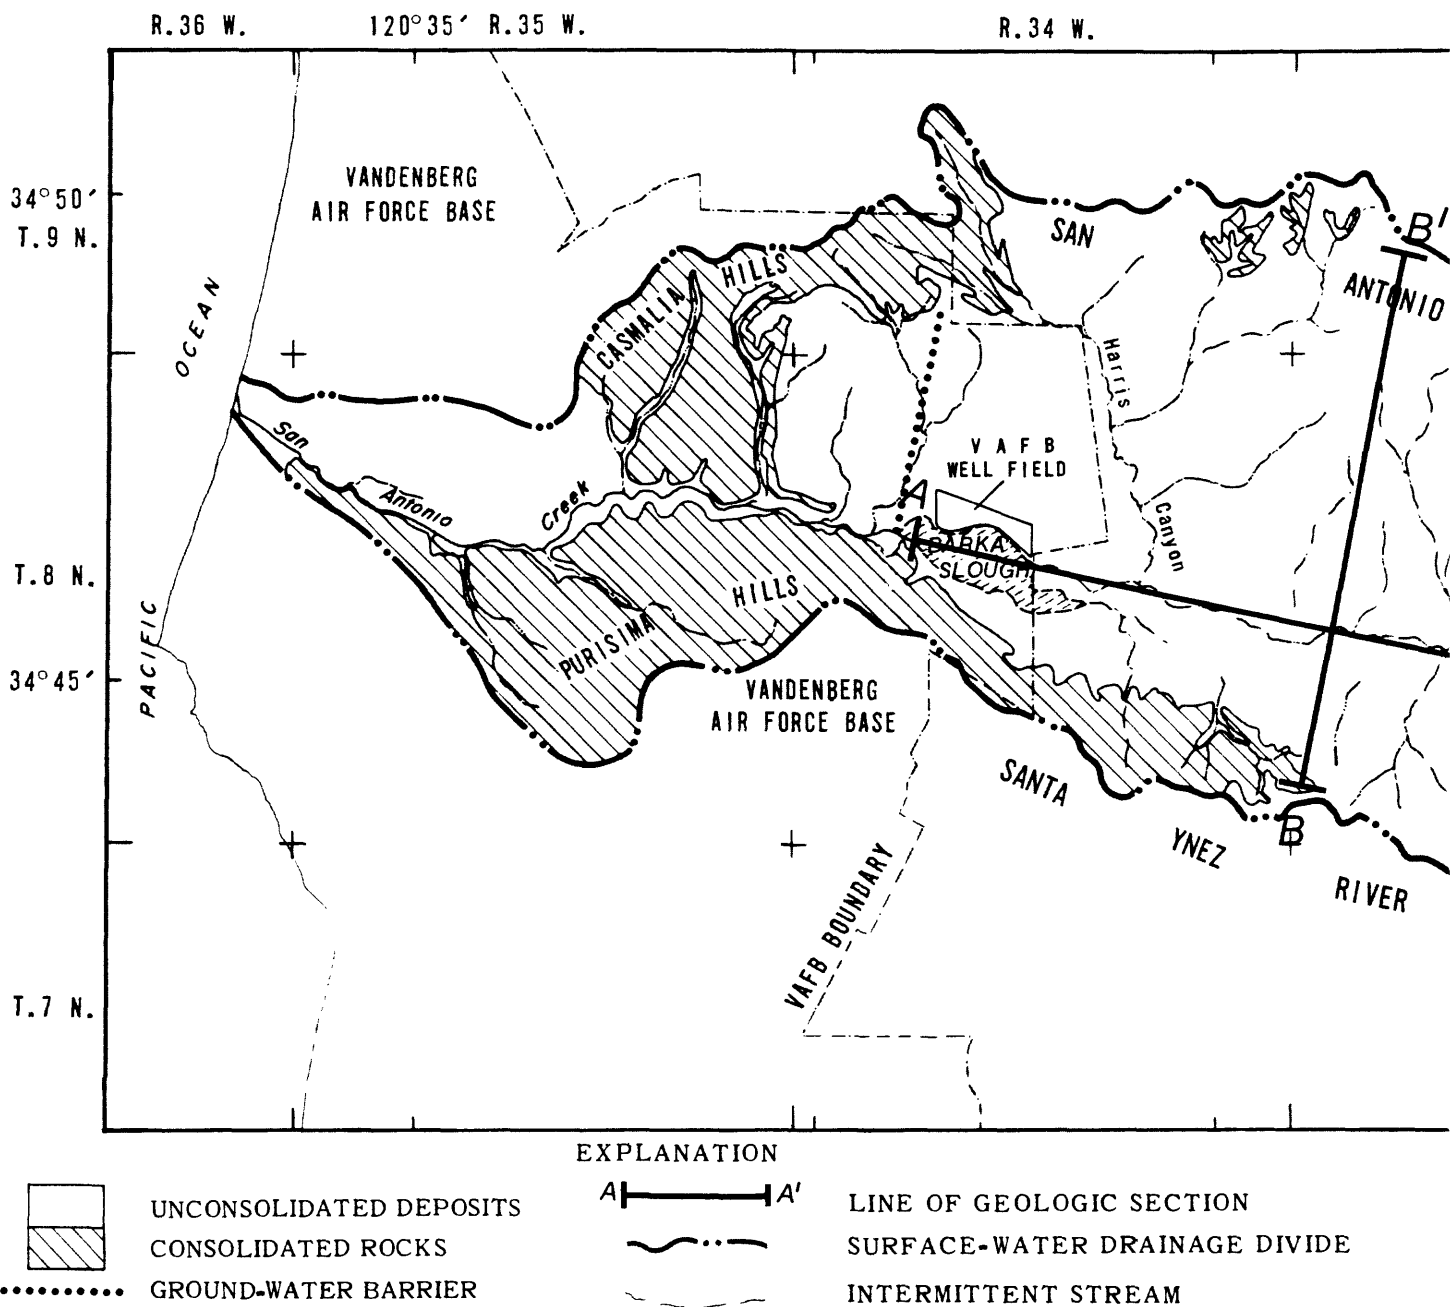 R.36 W.
120°35′ R.35 W.
R.34 W.
VANDENBERG
AIR FORCE BASE
34°50′
T.9 N.
SAN
ANTONIO
B'
HILLS
CASMALIA
OCEAN
Harris
Canyon
San
Antonio
Creek
V A F B
WELL FIELD
A
BARKA
SLOUGH
T.8 N.
HILLS
PURISIMA
PACIFIC
34°45′
VANDENBERG
AIR FORCE BASE
SANTA
YNEZ
RIVER
B
VAFB BOUNDARY
T.7 N.
EXPLANATION
UNCONSOLIDATED DEPOSITS
CONSOLIDATED ROCKS
GROUND-WATER BARRIER
A A'
LINE OF GEOLOGIC SECTION
SURFACE-WATER DRAINAGE DIVIDE
INTERMITTENT STREAM